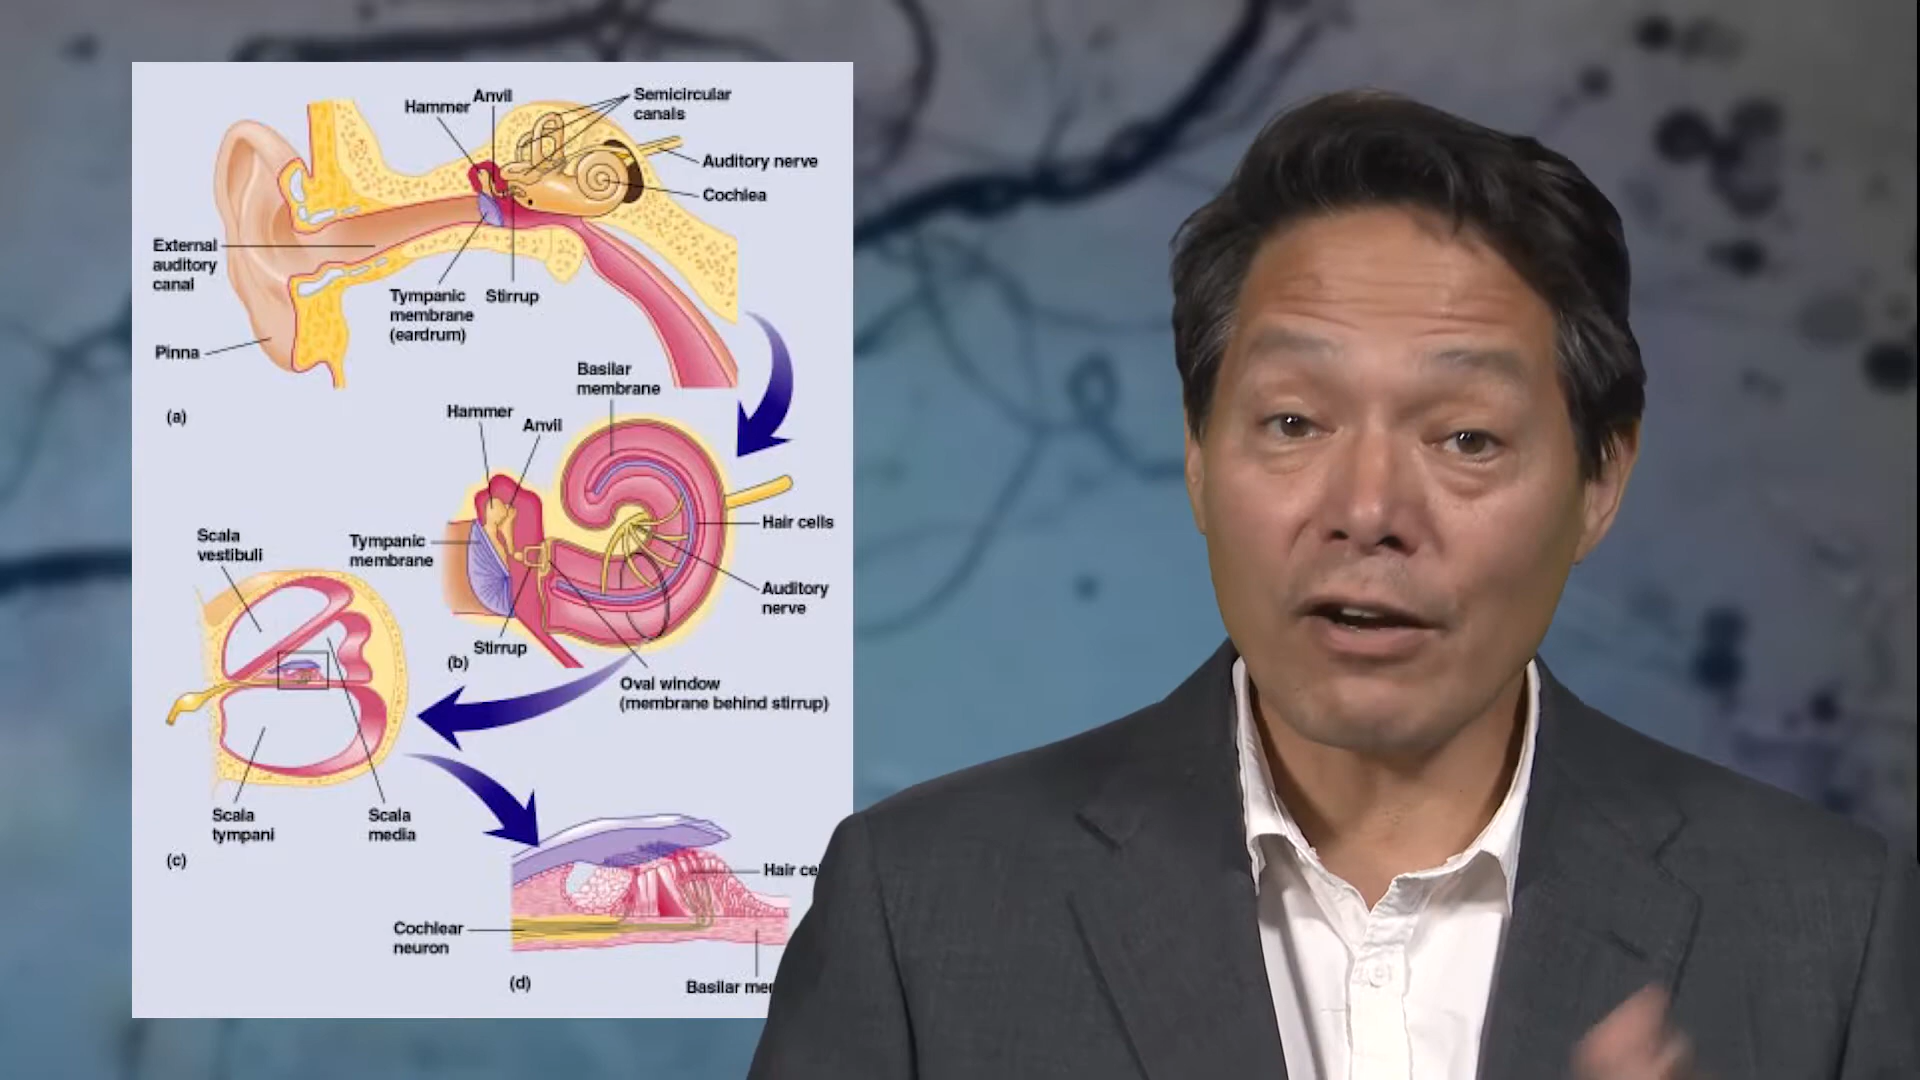 Anvil
Hammer
Semicircular
canals
Auditory nerve
Cochlea
External
auditory
canal
Tympanic
membrane
(eardrum)
Stirrup
Pinna
(a)
Basilar
membrane
Hammer
Anvil
Hair cells
Tympanic
membrane
Auditory
nerve
Stirrup
(b)
Oval window
(membrane behind stirrup)
Scala
vestibuli
Scala
tympani
Scala
media
(c)
Hair
Cochlear
neuron
(d)
Basilar